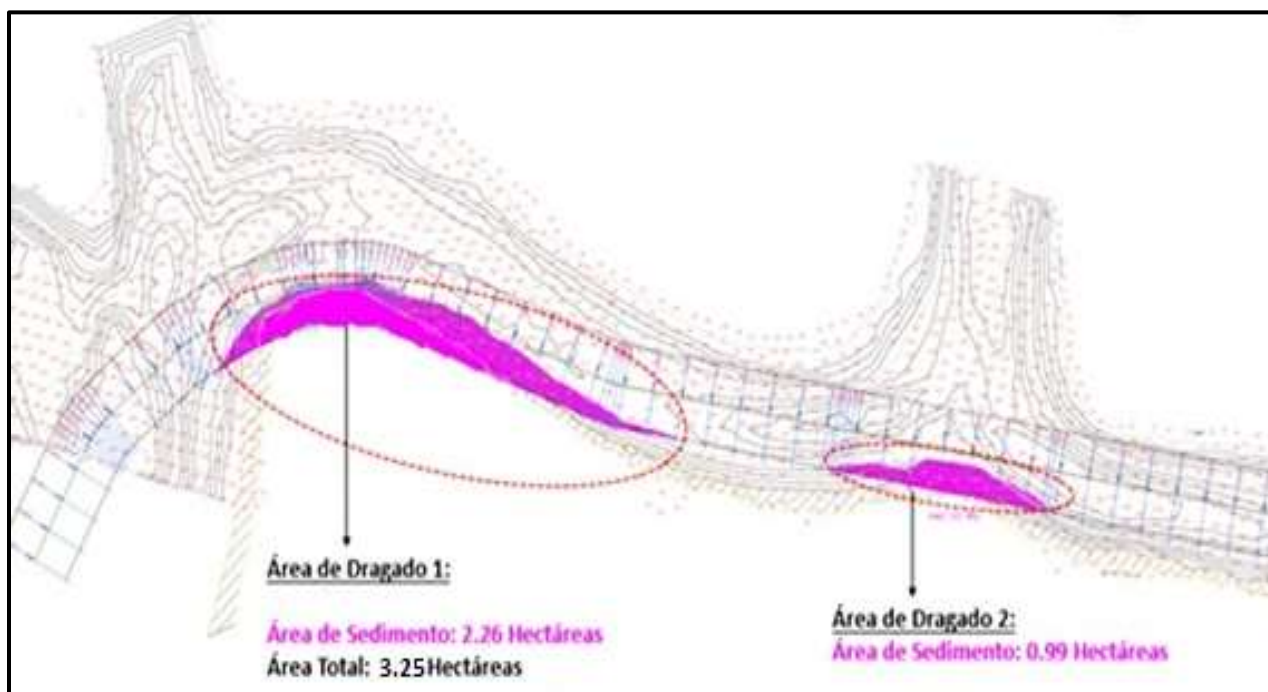 Área de Dragado 1:
Área de Sedimento: 2.26 Hectáreas
Área Total: 3.25 Hectáreas
Área de Dragado 2:
Área de Sedimento: 0.99 Hectáreas